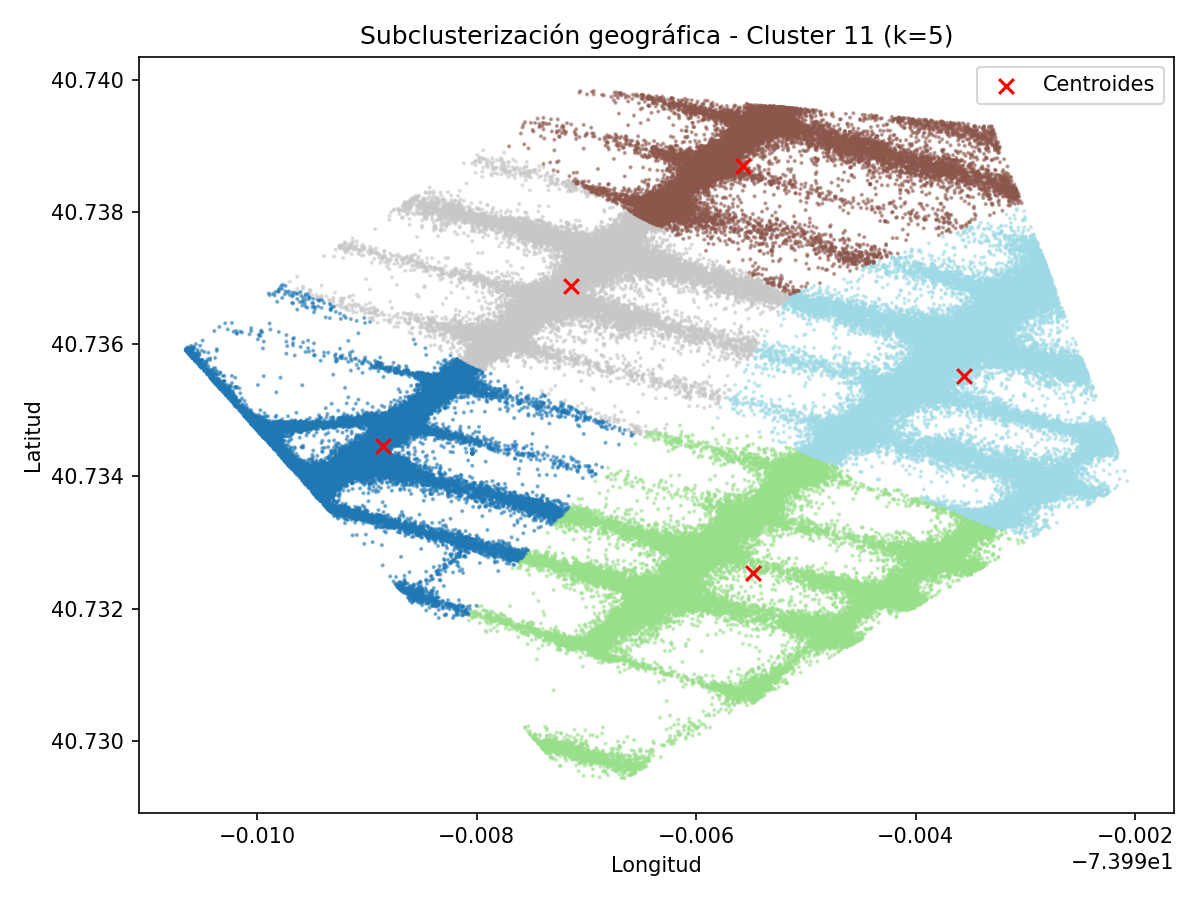 Subclusterización geográfica - Cluster 11 (k=5)
Centroides
40.740
40.738
40.736
40.734
40.732
40.730
Latitud
−0.010 −0.008 −0.006 −0.004 −0.002
−7.399e1
Longitud